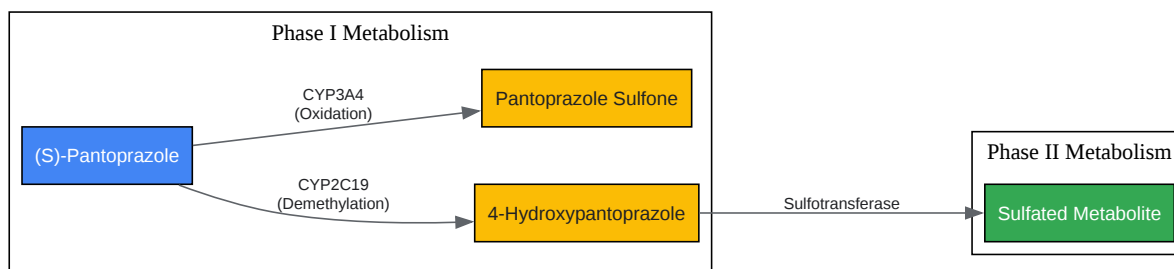 Phase I Metabolism
CYP3A4
(Oxidation)
Pantoprazole Sulfone
(S)-Pantoprazole
CYP2C19
(Demethylation)
4-Hydroxypantoprazole
Sulfotransferase
Phase II Metabolism
Sulfated Metabolite